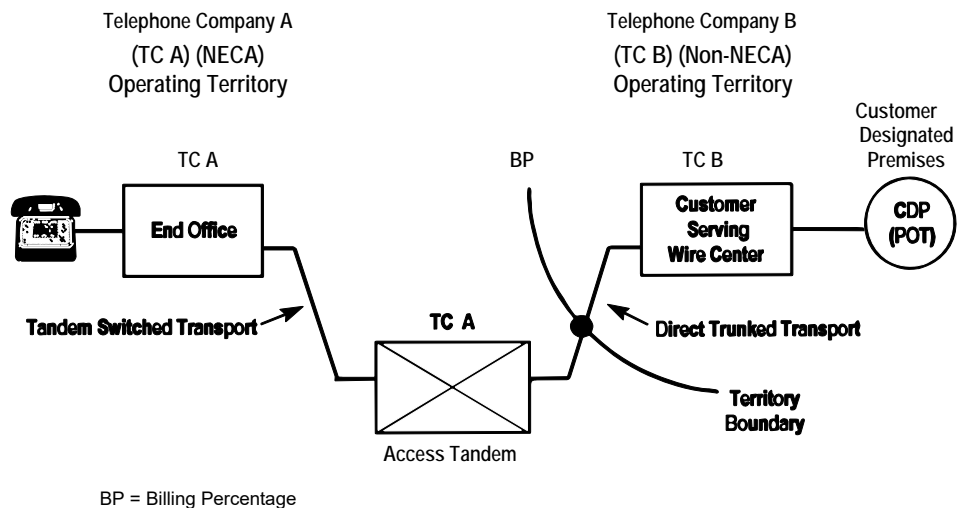 Telephone Company A
(TC A) (NECA)
Operating Territory
Telephone Company B
(TC B) (Non-NECA)
Operating Territory
Customer
Designated
Premises
TC A
BP
TC B
End Office
Customer
Serving
Wire Center
CDP
(POT)
Tandem Switched Transport
TC A
Direct Trunked Transport
Territory
Boundary
Access Tandem
BP = Billing Percentage